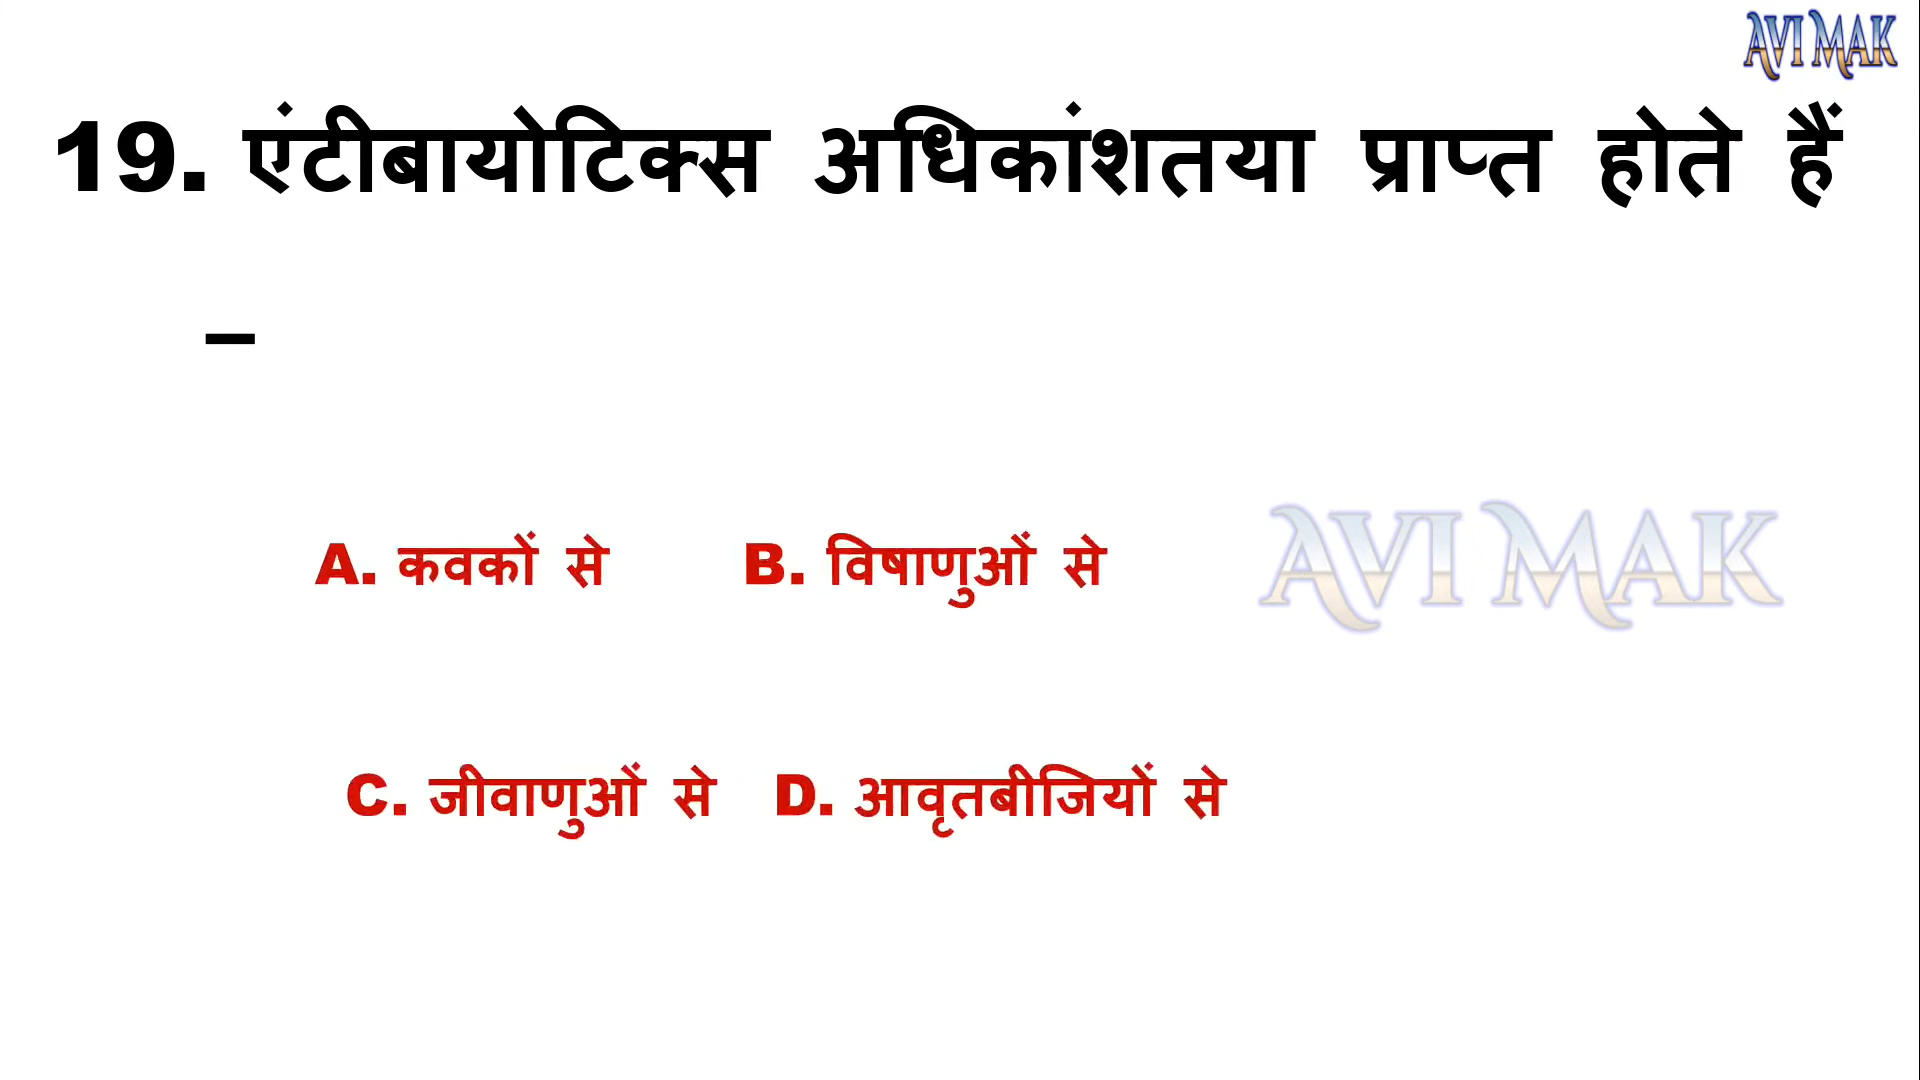 AVI MAK
19. एंटीबायोटिक्स अधिकांशतया प्राप्त होते हैं
–
A. कवकों से B. विषाणुओं से
AVI MAK
C. जीवाणुओं से D. आवृतबीजियों से